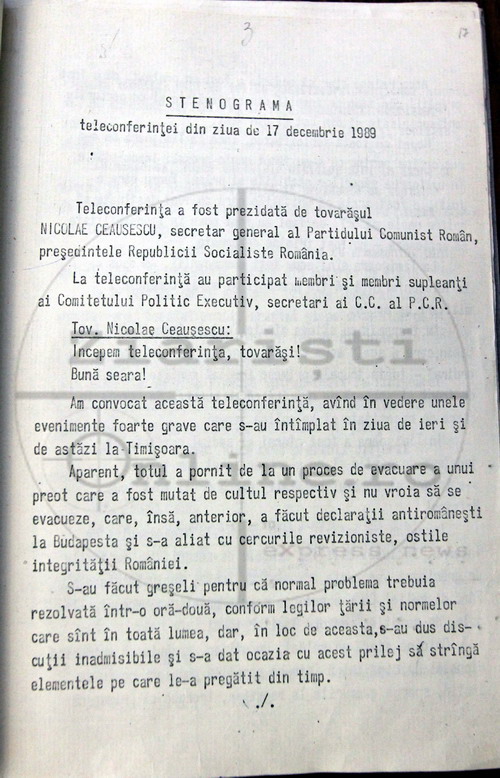 3
17
STENOGRAMA
teleconferinţei din ziua de 17 decembrie 1989
Teleconferinţa a fost prezidată de tovarăşul
NICOLAE CEAUSESCU, secretar general al Partidului Comunist Român,
preşedintele Republicii Socialiste România.
La teleconferinţă au participat membri şi membri supleanţi
ai Comitetului Politic Executiv, secretari ai C.C. al P.C.R.
Tov. Nicolae Ceauşescu:
Incepem teleconferinţa, tovarăşi!
Bună seara!
Am convocat această teleconferinţă, avînd în vedere unele
evenimente foarte grave care s-au întîmplat în ziua de ieri şi
de astăzi la Timişoara.
Aparent, totul a pornit de la un proces de evacuare a unui
preot care a fost mutat de cultul respectiv şi nu vroia să se
evacueze, care, însă, anterior, a făcut declaraţii antiromâneşti
la Budapesta şi s-a aliat cu cercurile revizioniste, ostile
integrităţii României.
S-au făcut greşeli pentru că normal problema trebuia
rezolvată într-o oră-două, conform legilor ţării şi normelor
care sînt în toată lumea, dar, în loc de aceasta,s-au dus dis-
cuţii inadmisibile şi s-a dat ocazia cu acest prilej să strîngă
elementele pe care le-a pregătit din timp.
./.
Ziarişti
Online.ro
express news